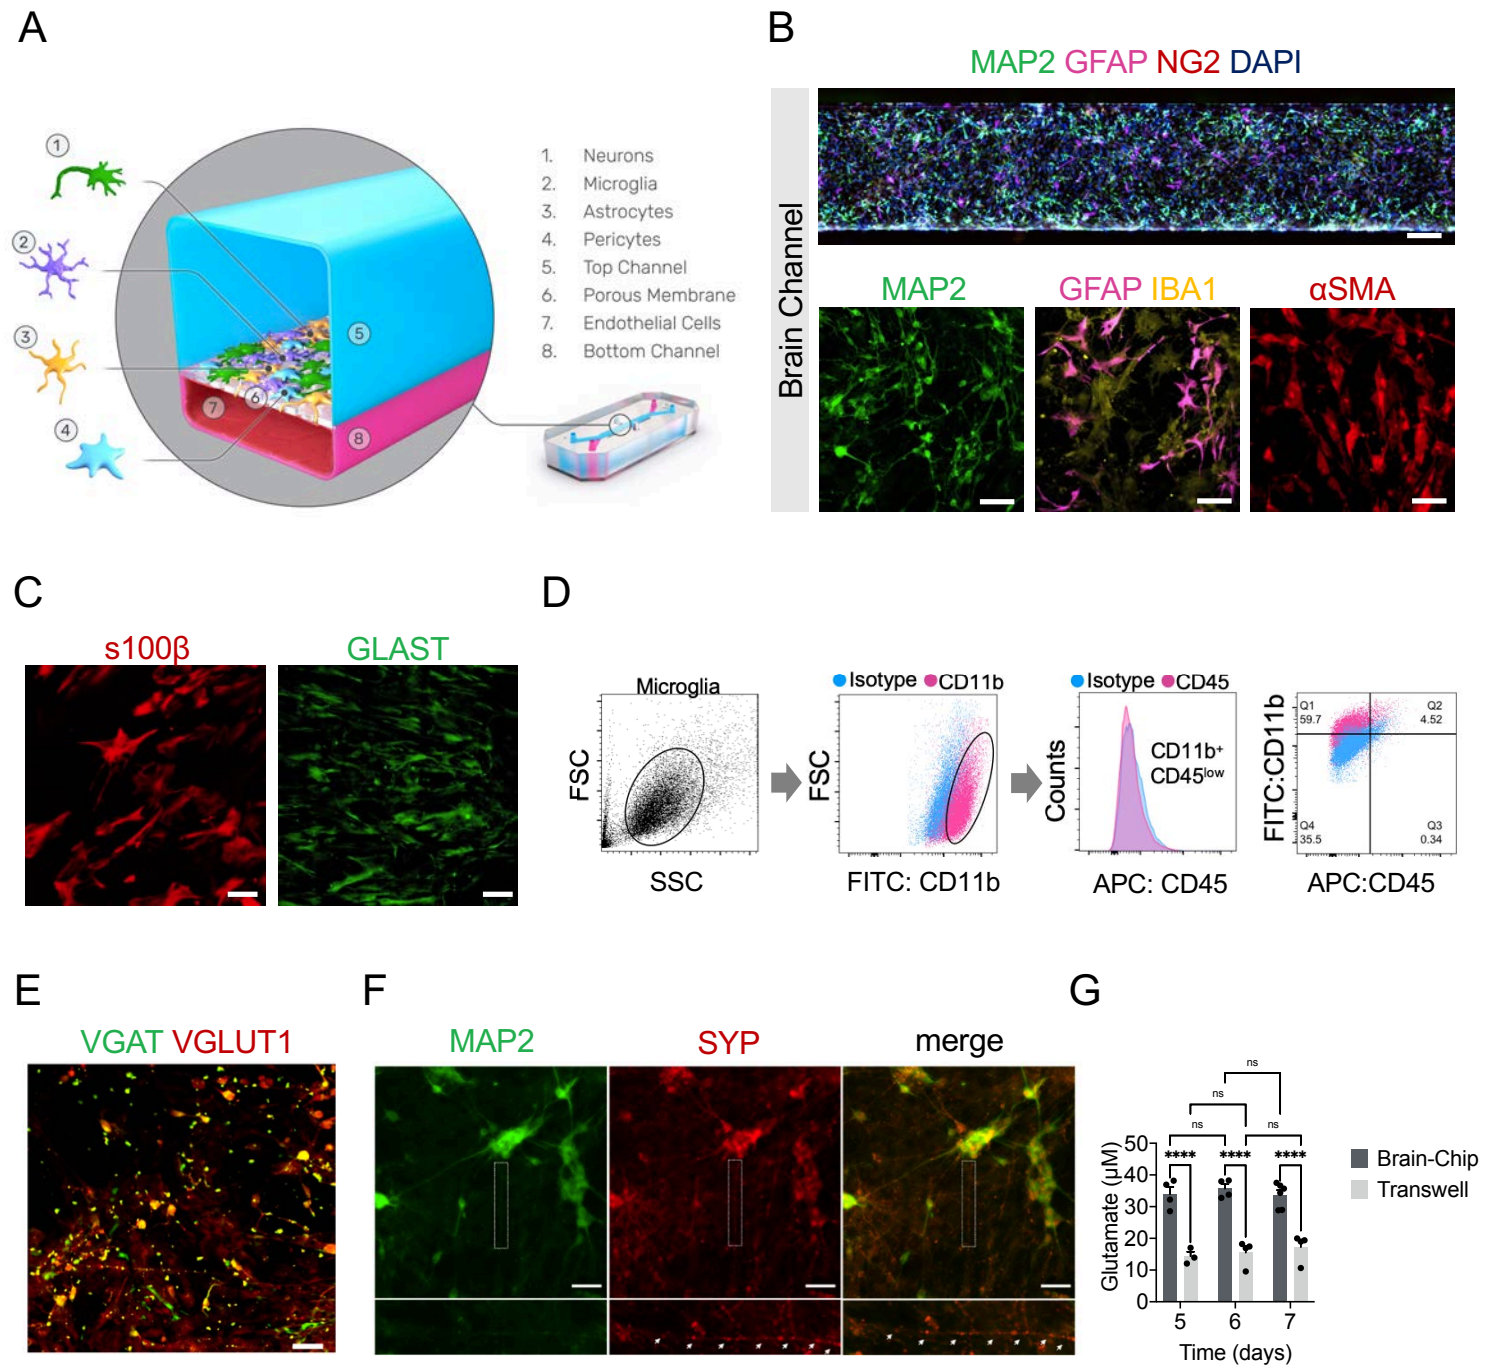 A
1
2
3
4
5
6
7
8
1. Neurons
2. Microglia
3. Astrocytes
4. Pericytes
5. Top Channel
6. Porous Membrane
7. Endothelial Cells
8. Bottom Channel
B
MAP2 GFAP NG2 DAPI
Brain Channel
MAP2
GFAP IBA1
αSMA
C
s100β
GLAST
D
Microglia
FSC
SSC
Isotype CD11b
FSC
FITC: CD11b
Isotype CD45
Counts
CD11b⁺
CD45ˡᵒʷ
APC: CD45
FITC:CD11b
Q1
59.7
Q2
4.52
Q4
35.5
Q3
0.34
APC:CD45
E
VGAT VGLUT1
F
MAP2
SYP
merge
G
ns
ns
ns ns
**** **** ****
Glutamate (μM)
50
40
30
20
10
0
5 6 7
Time (days)
Brain-Chip
Transwell